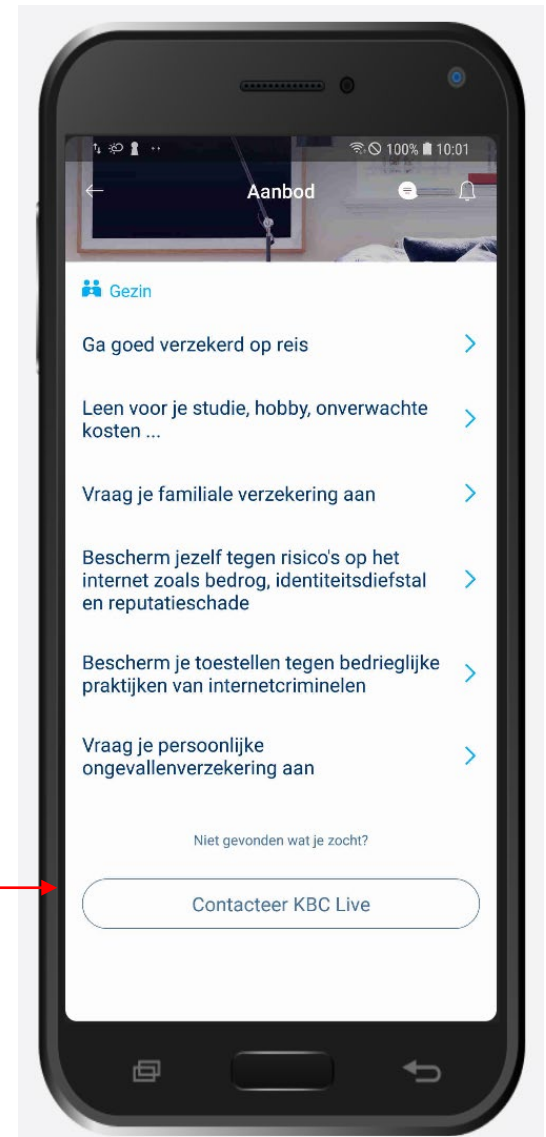 100% 10:01
Aanbod
Gezin
Ga goed verzekerd op reis
Leen voor je studie, hobby, onverwachte
kosten ...
Vraag je familiale verzekering aan
Bescherm jezelf tegen risico's op het
internet zoals bedrog, identiteitsdiefstal
en reputatieschade
Bescherm je toestellen tegen bedrieglijke
praktijken van internetcriminelen
Vraag je persoonlijke
ongevallenverzekering aan
Niet gevonden wat je zocht?
Contacteer KBC Live